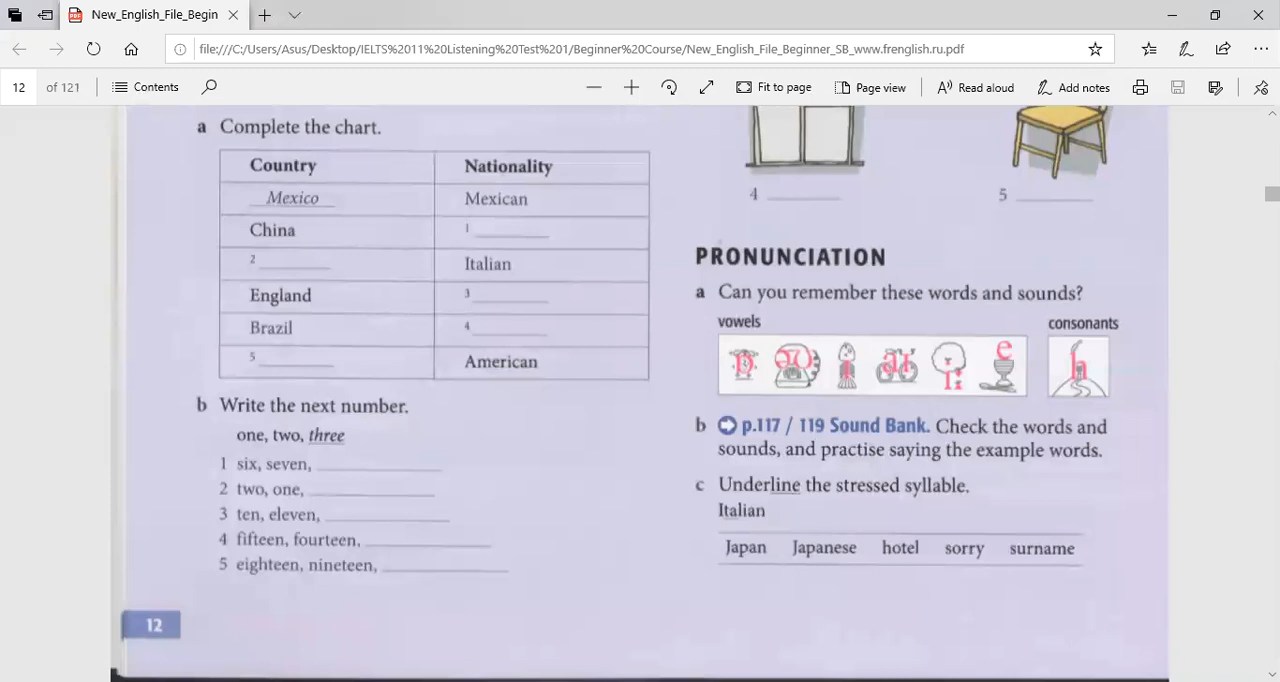 New_English_File_Begin
file:///C:/Users/Asus/Desktop/IELTS%2011%20Listening%20Test%201/Beginner%20Course/New_English_File_Beginner_SB_www.frenglish.ru.pdf
12 of 121 Contents Fit to page Page view Read aloud Add notes
a Complete the chart.
Country Nationality
Mexico Mexican
China 1
2 Italian
England 3
Brazil 4
5 American
b Write the next number.
one, two, three
1 six, seven,
2 two, one,
3 ten, eleven,
4 fifteen, fourteen,
5 eighteen, nineteen,
12
4 5
PRONUNCIATION
a Can you remember these words and sounds?
vowels consonants
e h
b p.117 / 119 Sound Bank. Check the words and
sounds, and practise saying the example words.
c Underline the stressed syllable.
Italian
Japan Japanese hotel sorry surname